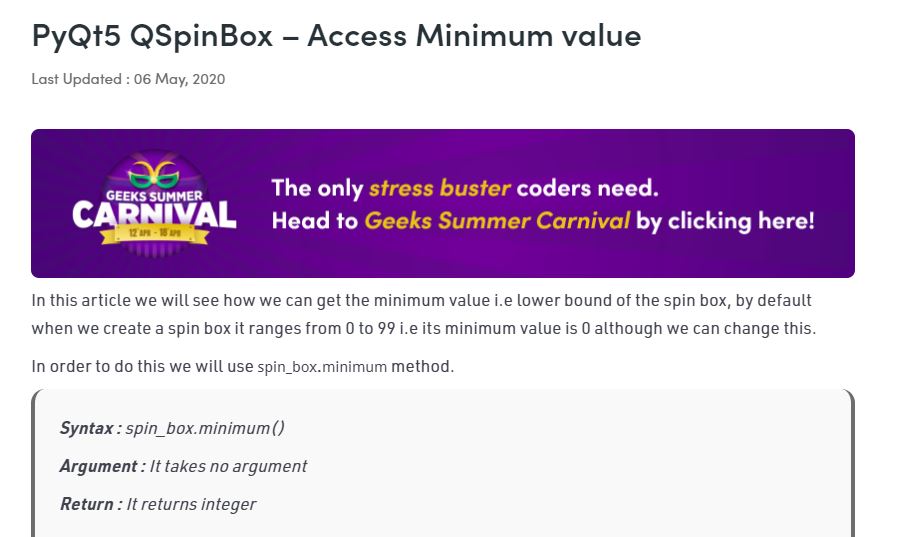 PyQt5 QSpinBox – Access Minimum value
Last Updated : 06 May, 2020
GEEKS SUMMER
CARNIVAL
12 APR - 18 APR
The only stress buster coders need.
Head to Geeks Summer Carnival by clicking here!
In this article we will see how we can get the minimum value i.e lower bound of the spin box, by default
when we create a spin box it ranges from 0 to 99 i.e its minimum value is 0 although we can change this.
In order to do this we will use spin_box.minimum method.
Syntax : spin_box.minimum()
Argument : It takes no argument
Return : It returns integer